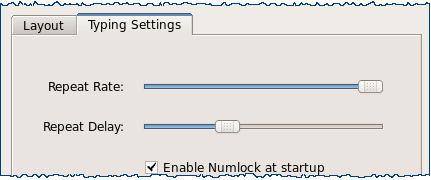 Layout Typing Settings
Repeat Rate:
Repeat Delay:
Enable Numlock at startup